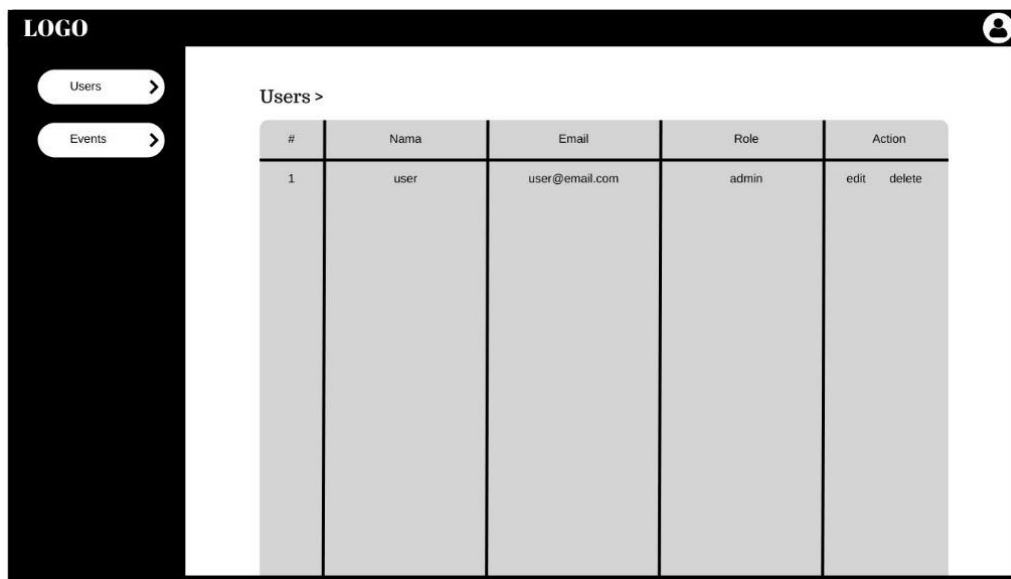 LOGO
Users
Events
Users >
# Nama Email Role Action
1 user user@email.com admin edit delete